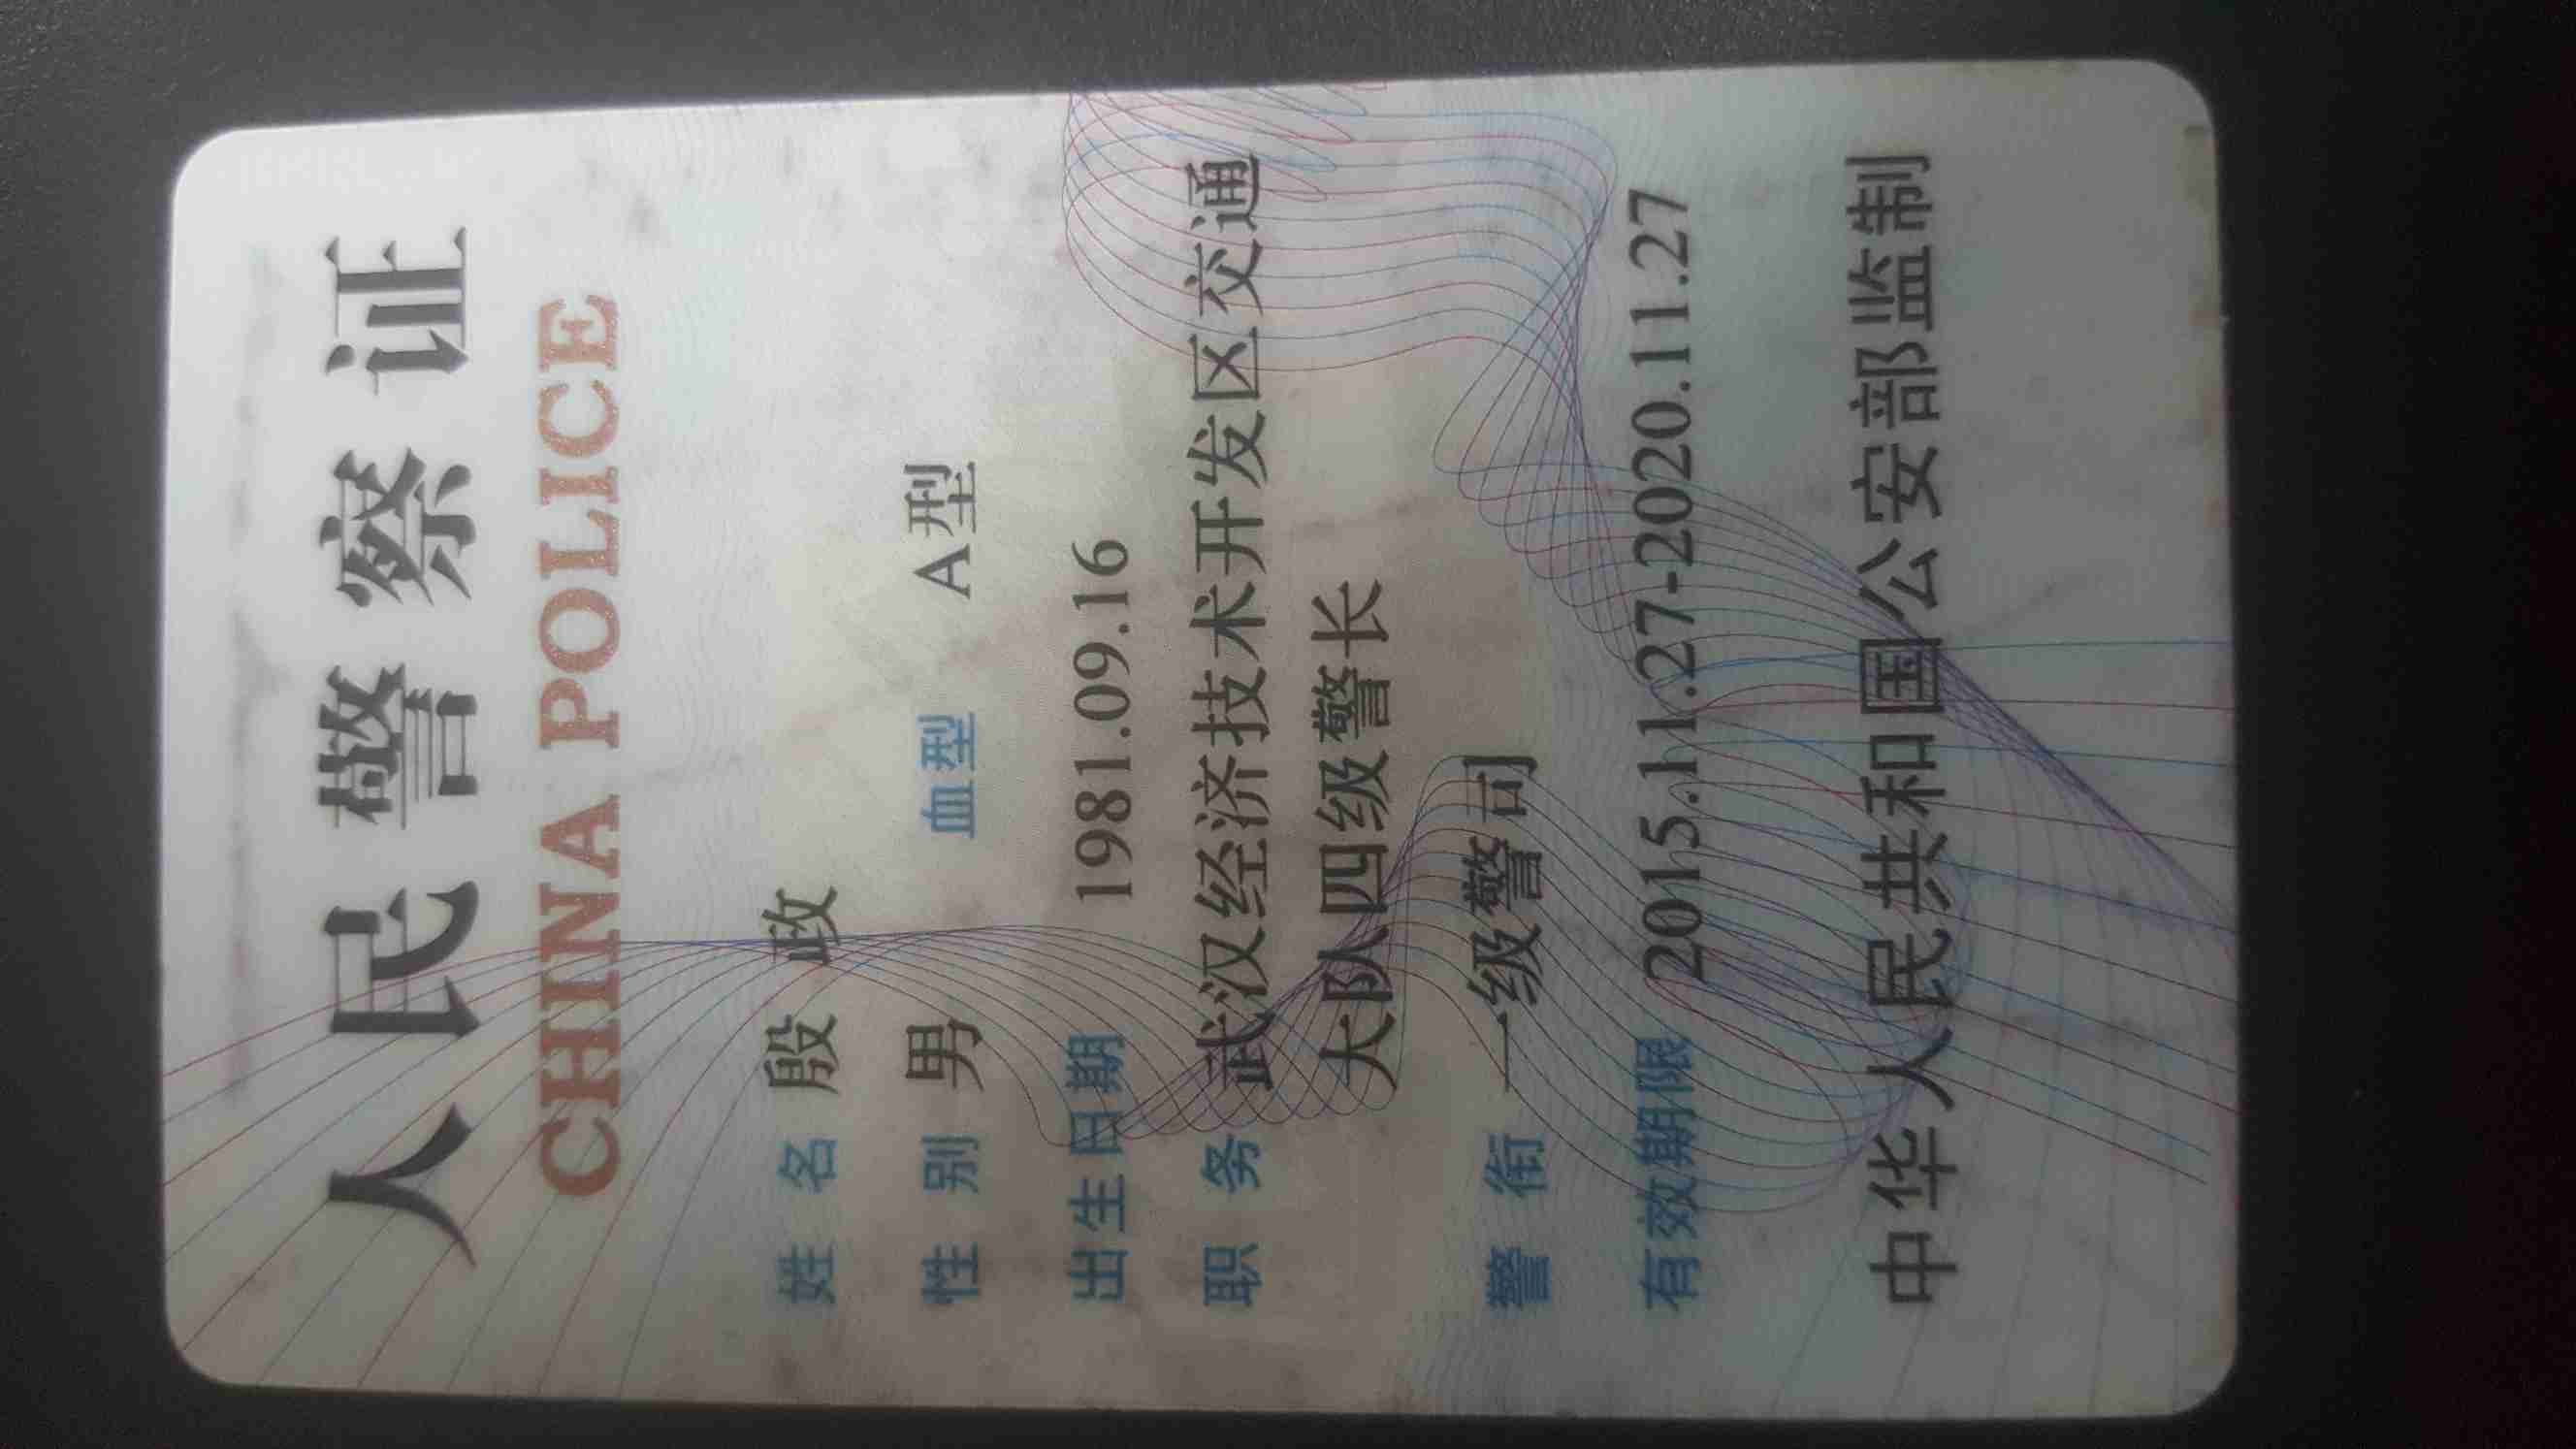 人民警察证
CHINA POLICE
姓名 殷政
性别 男 血型 A型
出生日期 1981.09.16
职务 武汉经济技术开发区交通
大队四级警长
警衔 一级警司
有效期限 2015.11.27-2020.11.27
中华人民共和国公安部监制